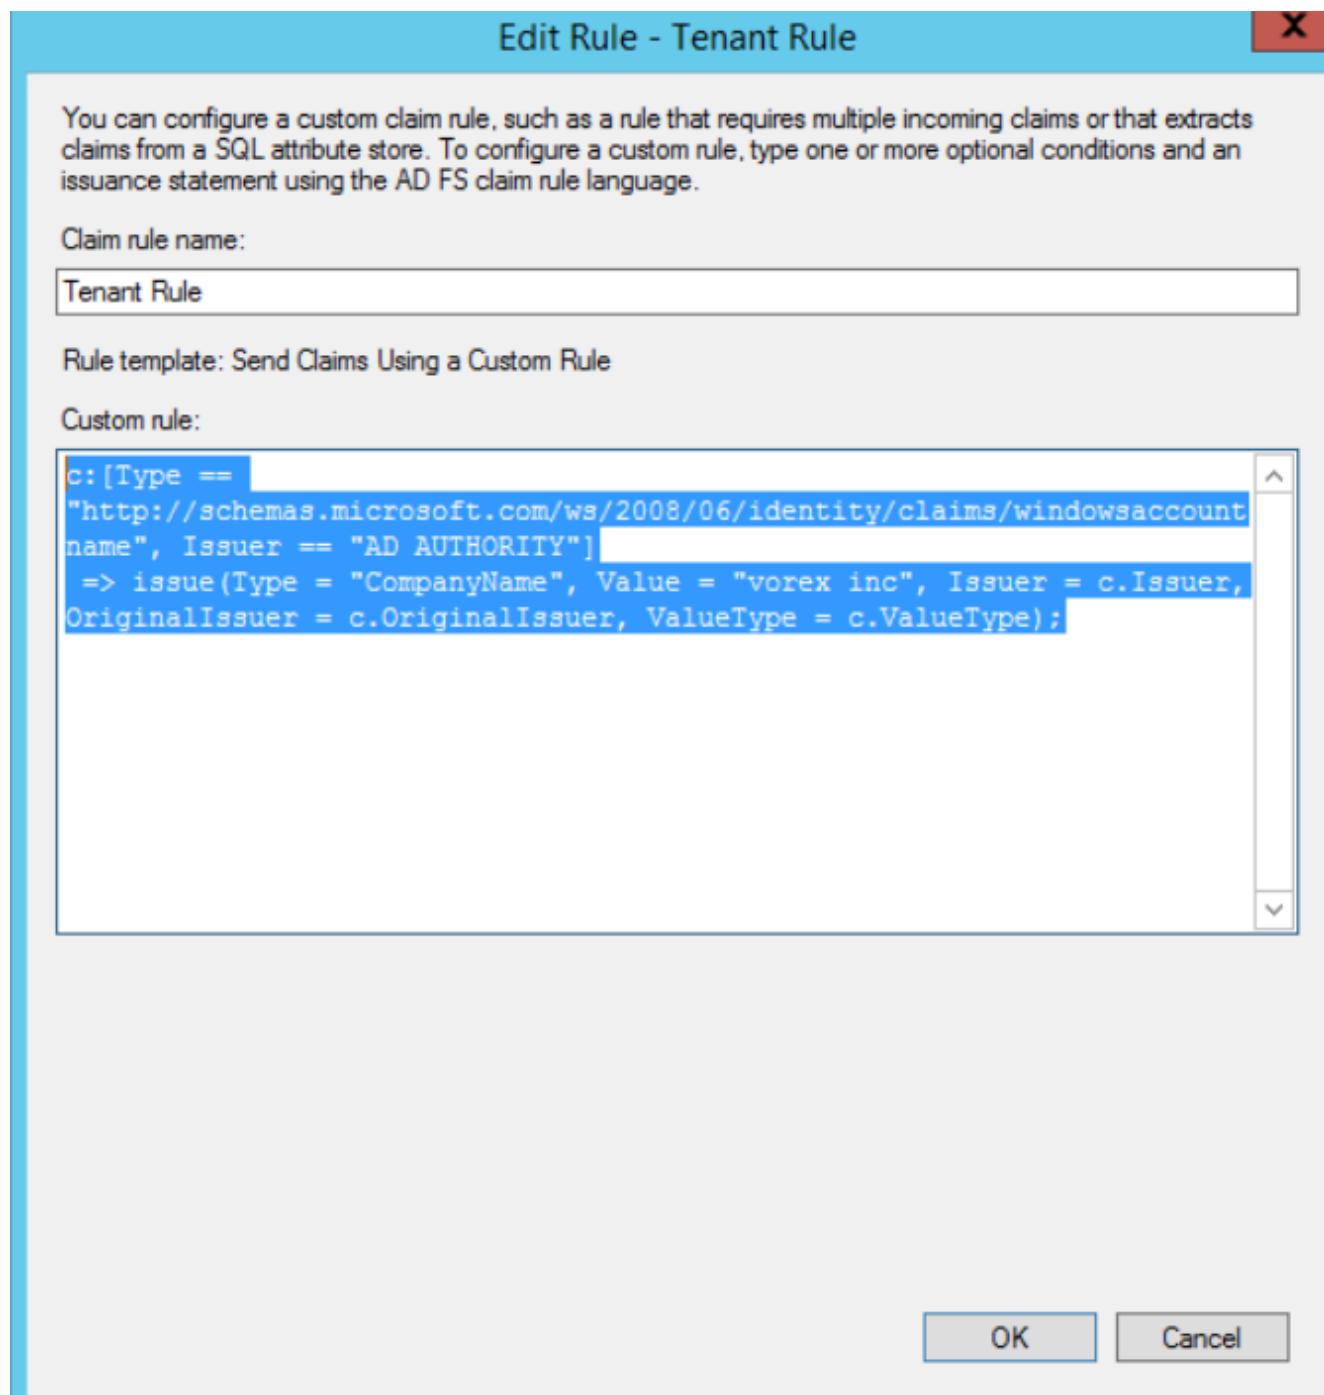 Edit Rule - Tenant Rule
X
You can configure a custom claim rule, such as a rule that requires multiple incoming claims or that extracts
claims from a SQL attribute store. To configure a custom rule, type one or more optional conditions and an
issuance statement using the AD FS claim rule language.
Claim rule name:
Tenant Rule
Rule template: Send Claims Using a Custom Rule
Custom rule:
c:[Type ==
"http://schemas.microsoft.com/ws/2008/06/identity/claims/windowsaccount
name", Issuer == "AD AUTHORITY"]
 => issue(Type = "CompanyName", Value = "vorex inc", Issuer = c.Issuer,
OriginalIssuer = c.OriginalIssuer, ValueType = c.ValueType);
OK Cancel